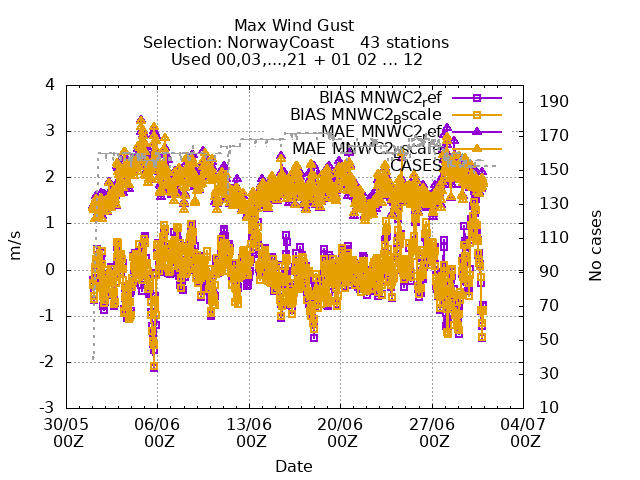 Max Wind Gust
Selection: NorwayCoast 43 stations
Used 00,03,...,21 + 01 02 ... 12
BIAS MNWC2_ref
BIAS MNWC2_Bscale
MAE MNWC2_ref
MAE MNWC2_Bscale
CASES
4
3
2
1
0
-1
-2
-3
m/s
190
170
150
130
110
90
70
50
30
10
No cases
30/05 06/06 13/06 20/06 27/06 04/07
00Z 00Z 00Z 00Z 00Z 00Z
Date